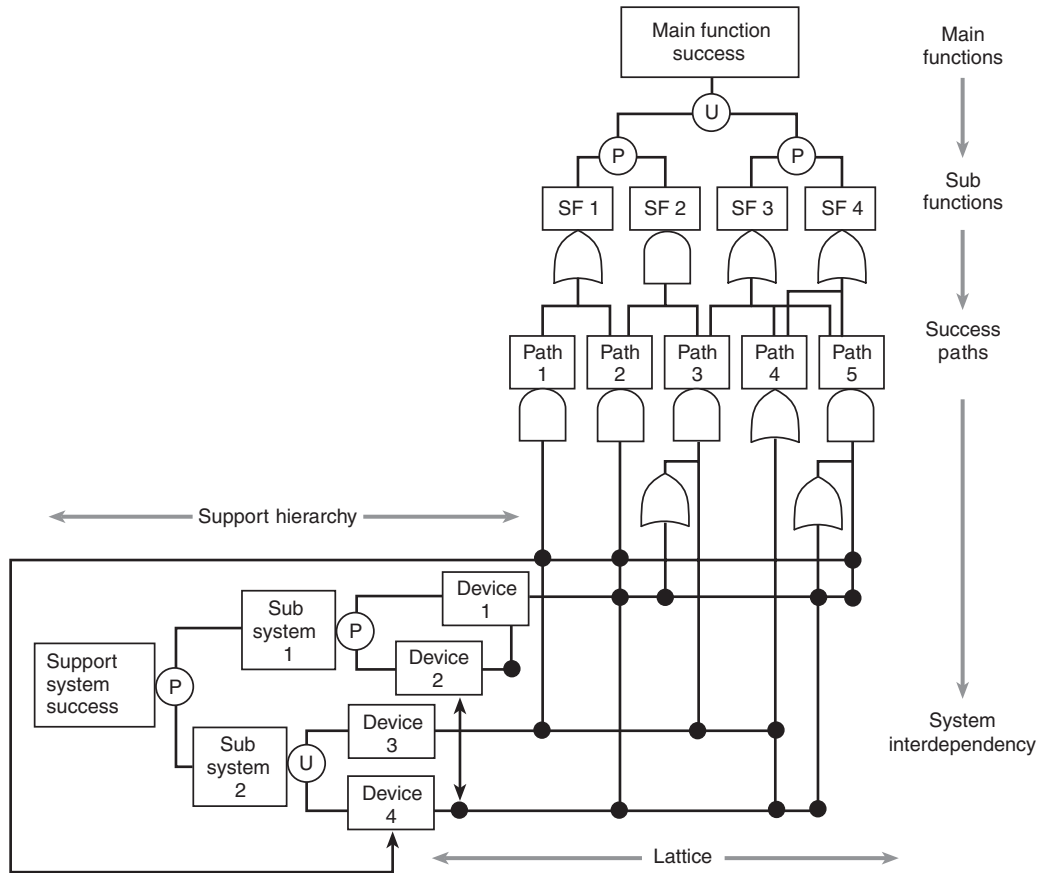 Main function
success
Main
functions
U
P
P
Sub
functions
SF 1
SF 2
SF 3
SF 4
Success
paths
Path
1
Path
2
Path
3
Path
4
Path
5
Support hierarchy
Device
1
Sub
system
1
P
Device
2
Support
system
success
P
Device
3
System
interdependency
Sub
system
2
U
Device
4
Lattice